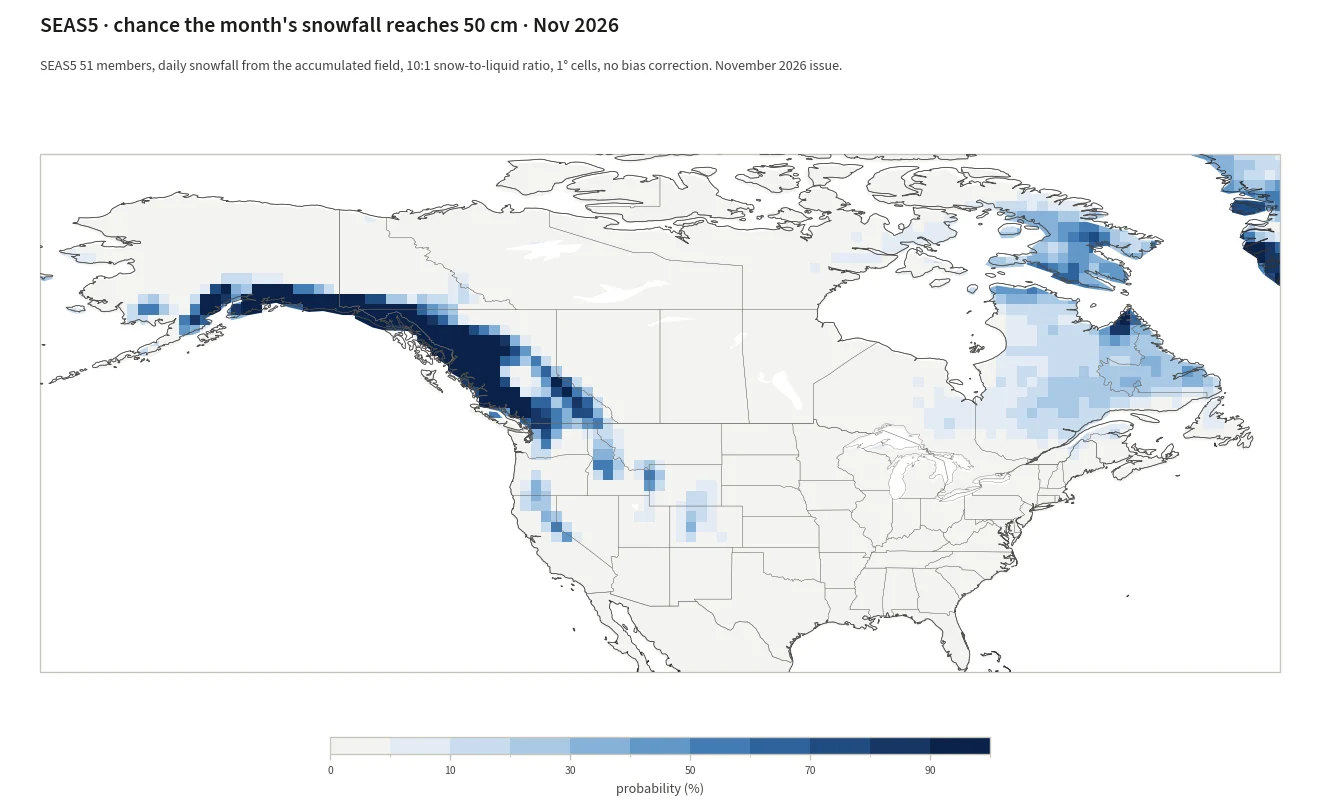 SEAS5 · chance the month's snowfall reaches 50 cm · Nov 2026
SEAS5 51 members, daily snowfall from the accumulated field, 10:1 snow-to-liquid ratio, 1° cells, no bias correction. November 2026 issue.
0 10 30 50 70 90
probability (%)